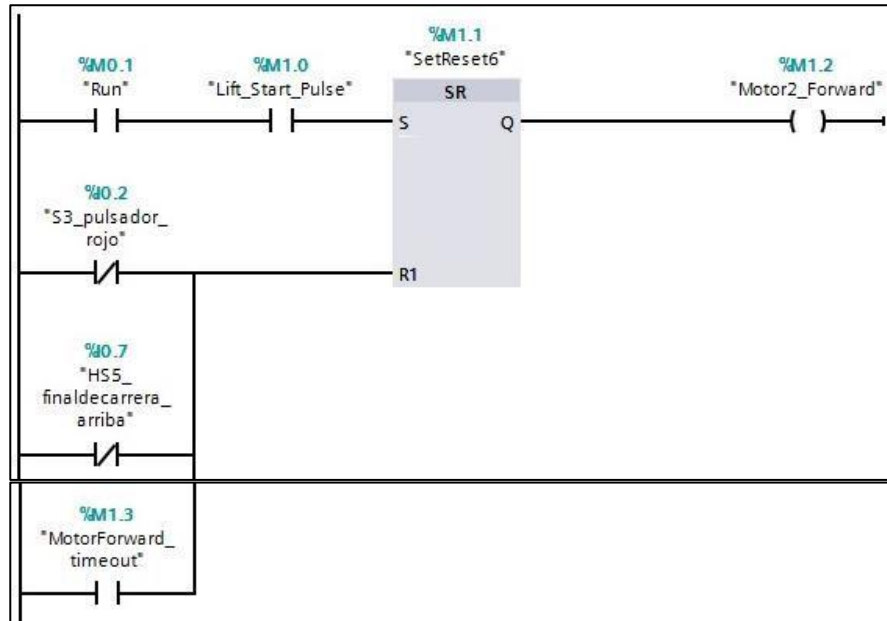 %M1.1
"SetReset6"
%M0.1
"Run"
%M1.0
"Lift_Start_Pulse"
SR
%M1.2
"Motor2_Forward"
S
Q
%I0.2
"S3_pulsador_
rojo"
R1
%I0.7
"HS5_
finaldecarrera_
arriba"
%M1.3
"MotorForward_
timeout"